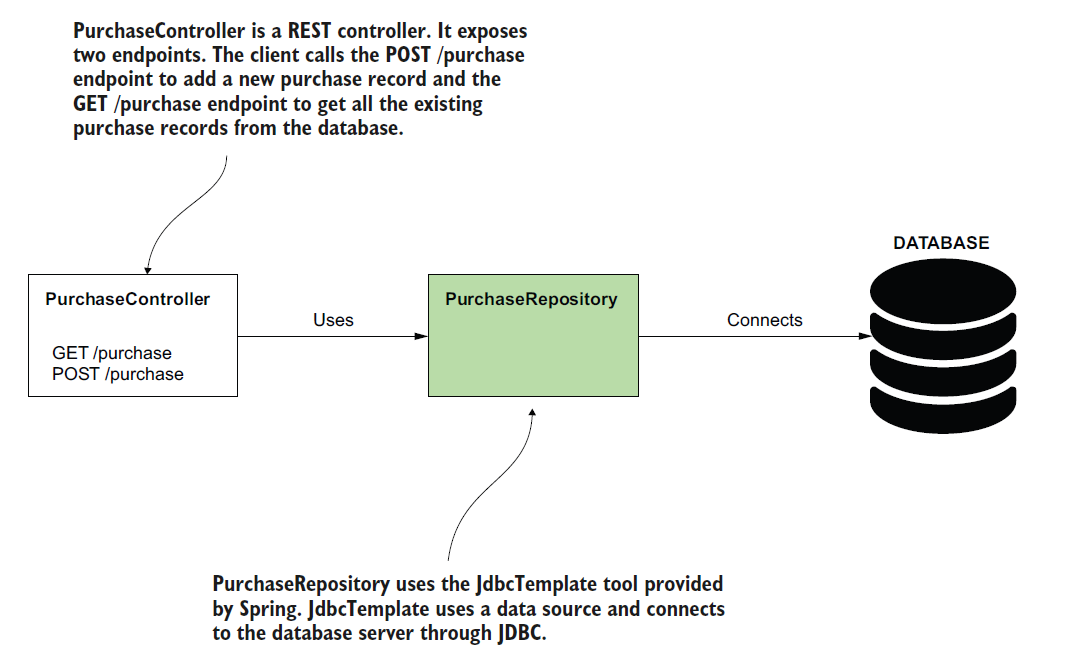 PurchaseController is a REST controller. It exposes
two endpoints. The client calls the POST /purchase
endpoint to add a new purchase record and the
GET /purchase endpoint to get all the existing
purchase records from the database.
DATABASE
PurchaseController
GET /purchase
POST /purchase
Uses
PurchaseRepository
Connects
PurchaseRepository uses the JdbcTemplate tool provided
by Spring. JdbcTemplate uses a data source and connects
to the database server through JDBC.